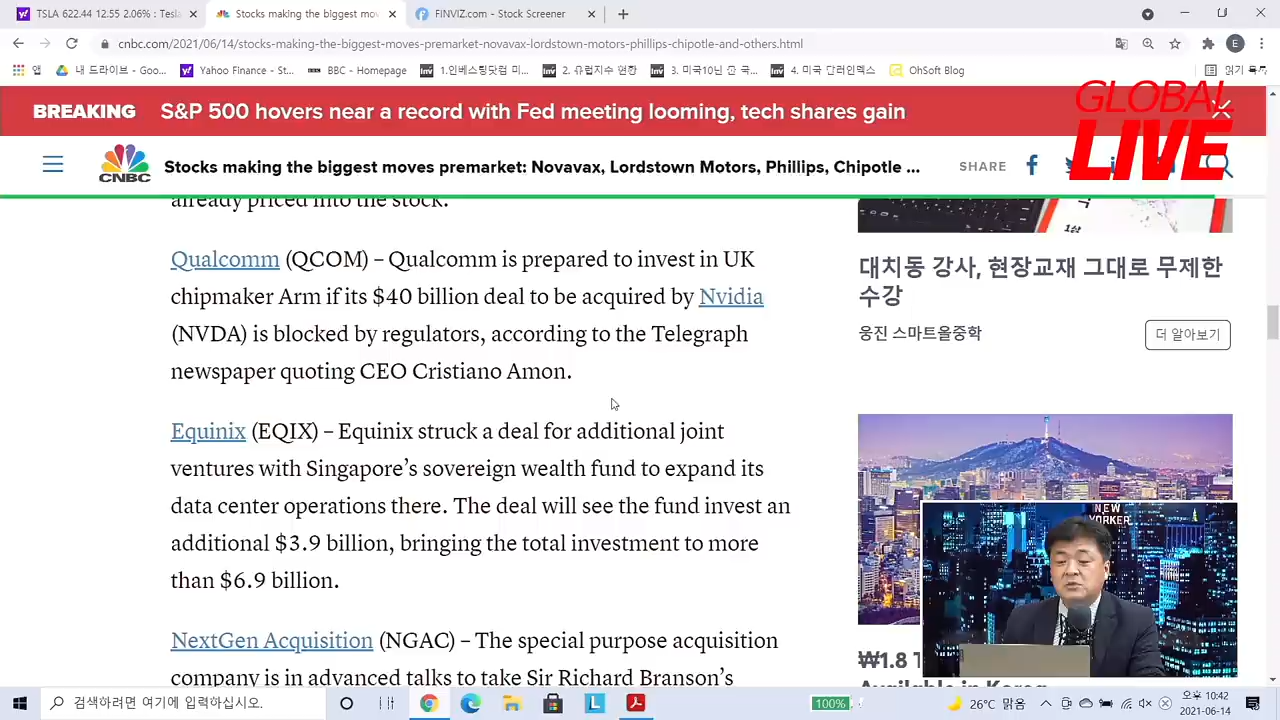 TSLA 622.44 12.55 2.06% : Tesla
Stocks making the biggest mov
FINVIZ.com - Stock Screener
cnbc.com/2021/06/14/stocks-making-the-biggest-moves-premarket-novavax-lordstown-motors-phillips-chipotle-and-others.html
E
앱
내 드라이브 - Goo...
Yahoo Finance - St...
BBC - Homepage
1.인베스팅닷컴 미...
2. 유럽지수 현황
3. 미국10년 만 국...
4. 미국 달러인덱스
OhSoft Blog
읽기 목록
BREAKING
S&P 500 hovers near a record with Fed meeting looming, tech shares gain
GLOBAL
LIVE
CNBC
Stocks making the biggest moves premarket: Novavax, Lordstown Motors, Phillips, Chipotle ...
SHARE
already priced into the stock.
Qualcomm (QCOM) – Qualcomm is prepared to invest in UK
chipmaker Arm if its $40 billion deal to be acquired by Nvidia
(NVDA) is blocked by regulators, according to the Telegraph
newspaper quoting CEO Cristiano Amon.
Equinix (EQIX) – Equinix struck a deal for additional joint
ventures with Singapore's sovereign wealth fund to expand its
data center operations there. The deal will see the fund invest an
additional $3.9 billion, bringing the total investment to more
than $6.9 billion.
NextGen Acquisition (NGAC) – The special purpose acquisition
company is in advanced talks to take Sir Richard Branson's
대치동 강사, 현장교재 그대로 무제한
수강
웅진 스마트올중학
더 알아보기
NEW
YORKER
₩1.8
Available in Korea
검색하려면 여기에 입력하십시오.
100%
26°C 맑음
오후 10:42
2021-06-14